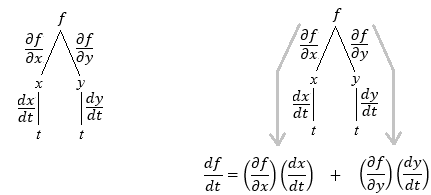 f f
∂f/∂x ∂f/∂y ∂f/∂x ∂f/∂y
x y x y
dx/dt dy/dt dx/dt dy/dt
t t t t
df/dt = (∂f/∂x)(dx/dt) + (∂f/∂y)(dy/dt)